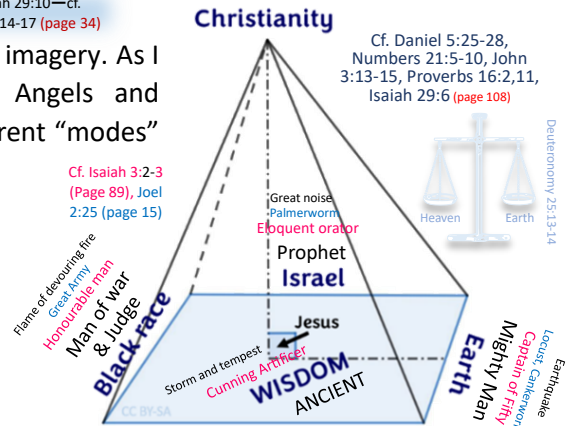 Isaiah 29:10—cf.
14-17 (page 34)
imagery. As I
Angels and
"modes"
Christianity
Cf. Daniel 5:25-28,
Numbers 21:5-10, John
3:13-15, Proverbs 16:2,11,
Isaiah 29:6 (page 108)
Cf. Isaiah 3:2-3
(Page 89), Joel
2:25 (page 15)
Heaven
Earth
Deuteronomy 25:13-14
Great noise
Palmerworm
Eloquent orator
Prophet
Israel
Flame of devouring fire
Great Army
Honourable man
Man of war
& Judge
Black race
Jesus
Storm and tempest
Cunning Artificer
WISDOM
ANCIENT
Earth
Mighty Man
Captain of Fifty
Locust, Cankerworm
Earthquake
CC BY-SA